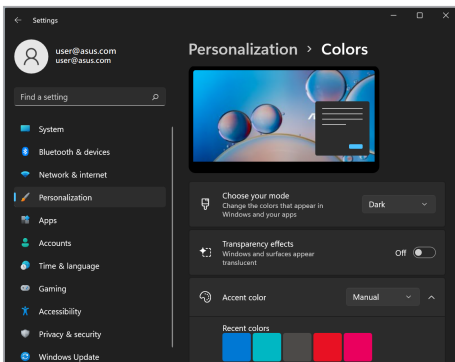 Settings
user@asus.com
user@asus.com
Find a setting
System
Bluetooth & devices
Network & internet
Personalization
Apps
Accounts
Time & language
Gaming
Accessibility
Privacy & security
Windows Update
Personalization > Colors
Choose your mode
Change the colors that appear in
Windows and your apps
Dark
Transparency effects
Windows and surfaces appear
translucent
Off
Accent color
Manual
Recent colors